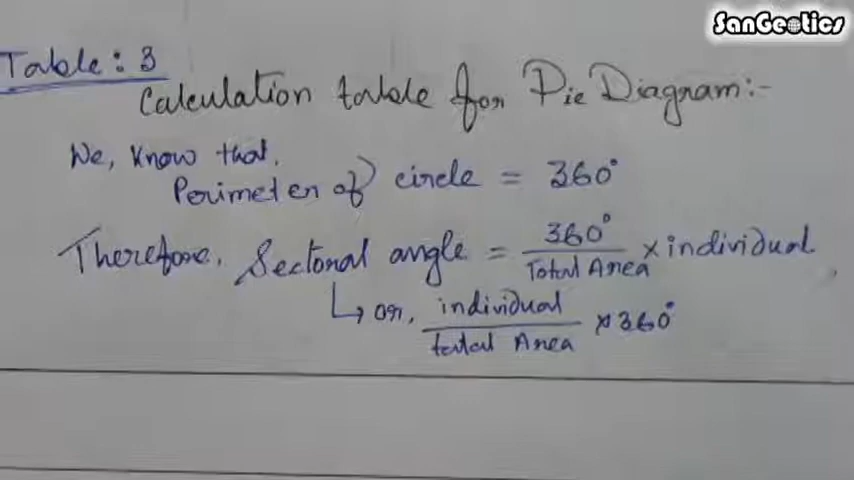 SanGeotics
Table: 3
Calculation table for Pie Diagram:-
We, know that,
Perimeter of circle = 360°
Therefore, Sectoral angle = 360° / Total Area × individual
↳ or, individual / total Area × 360°